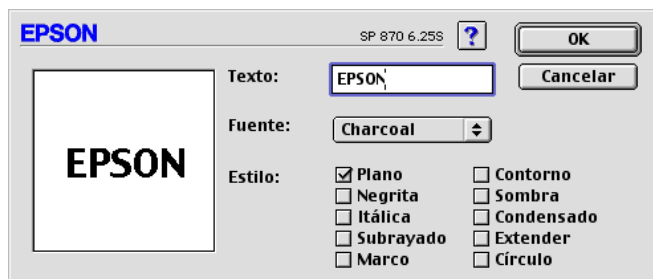 EPSON
SP 870 6.25S
?
OK
Texto:
EPSON
Cancelar
Fuente:
Charcoal
EPSON
Estilo:
Plano
Contorno
Negrita
Sombra
Itálica
Condensado
Subrayado
Extender
Marco
Círculo